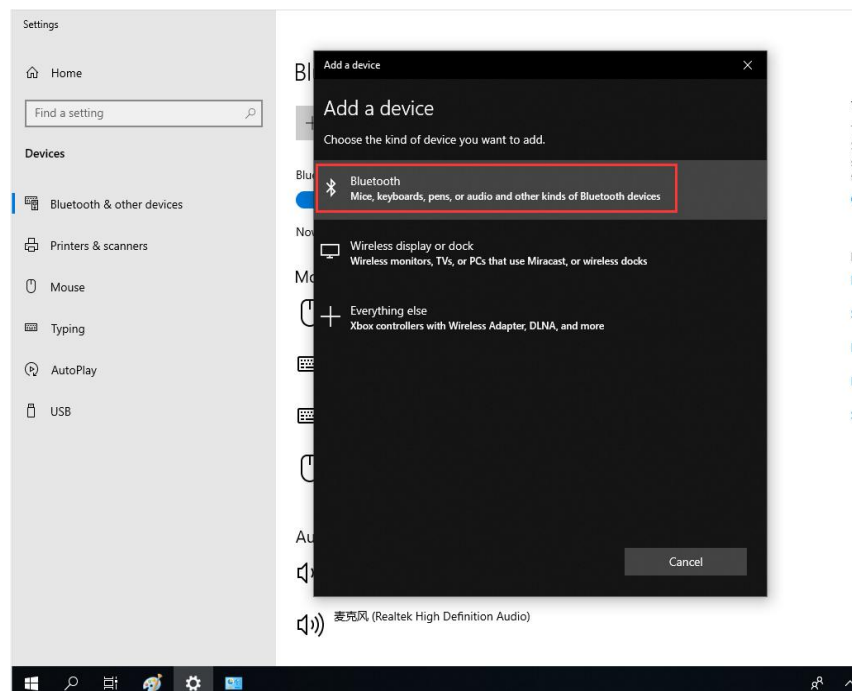 Settings
Home
Find a setting
Devices
Bluetooth & other devices
Printers & scanners
Mouse
Typing
AutoPlay
USB
Add a device
Add a device
Choose the kind of device you want to add.
Bluetooth
Mice, keyboards, pens, or audio and other kinds of Bluetooth devices
Wireless display or dock
Wireless monitors, TVs, or PCs that use Miracast, or wireless docks
Everything else
Xbox controllers with Wireless Adapter, DLNA, and more
Cancel
麦克风 (Realtek High Definition Audio)